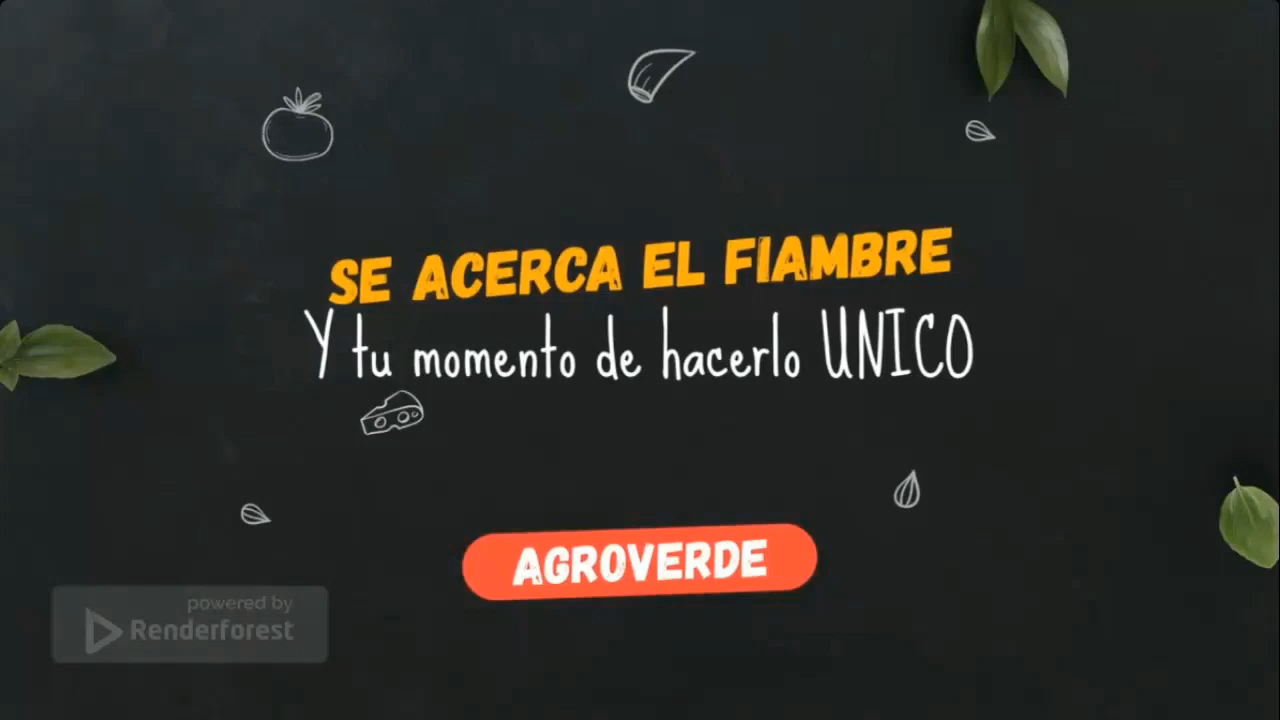 SE ACERCA EL FIAMBRE
Y tu momento de hacerlo UNICO
AGROVERDE
powered by
Renderforest